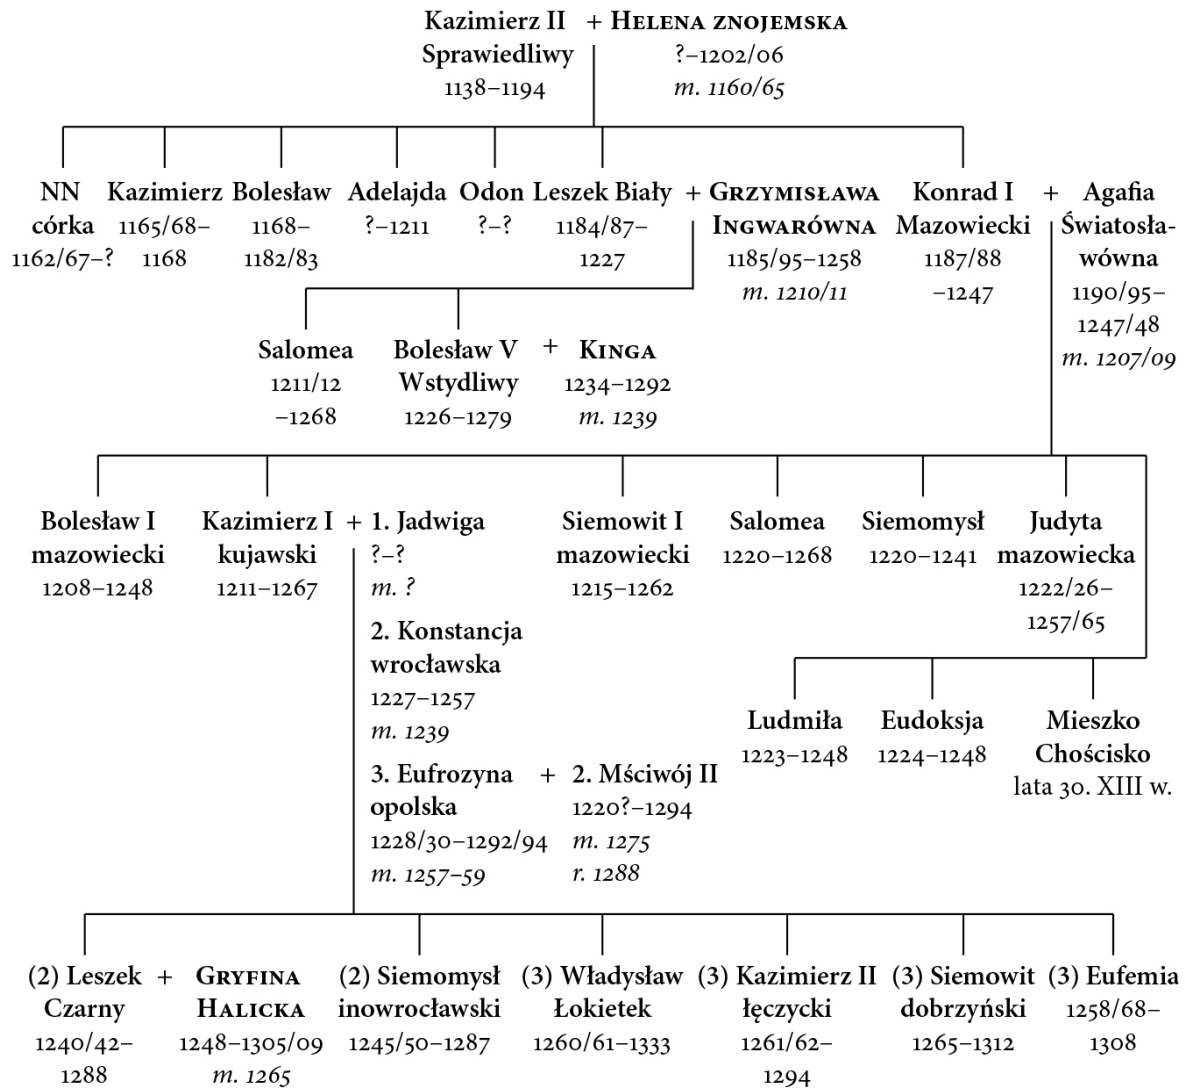 Kazimierz II + HELENA ZNOJEMSKA
Sprawiedliwy ?–1202/06
1138–1194 m. 1160/65
NN Kazimierz Bolesław Adelajda Odon Leszek Biały + GRZYMISŁAWA Konrad I + Agafia
córka 1165/68– 1168– ?–1211 ?–? 1184/87– INGWARÓWNA Mazowiecki Światosła-
1162/67–? 1168 1182/83 1227 1185/95–1258 1187/88 wówna
m. 1210/11 –1247 1190/95–
1247/48
m. 1207/09
Salomea Bolesław V + KINGA
1211/12 Wstydliwy 1234–1292
–1268 1226–1279 m. 1239
Bolesław I Kazimierz I + 1. Jadwiga Siemowit I Salomea Siemomysł Judyta
mazowiecki kujawski ?–? mazowiecki 1220–1268 1220–1241 mazowiecka
1208–1248 1211–1267 m. ? 1215–1262 1222/26–
1257/65
2. Konstancja
wrocławska
1227–1257
m. 1239
Ludmiła Eudoksja Mieszko
1223–1248 1224–1248 Chościsko
lata 30. XIII w.
3. Eufrozyna + 2. Mściwój II
opolska 1220?–1294
1228/30–1292/94 m. 1275
m. 1257–59 r. 1288
(2) Leszek + GRYFINA (2) Siemomysł (3) Władysław (3) Kazimierz II (3) Siemowit (3) Eufemia
Czarny HALICKA inowrocławski Łokietek łęczycki dobrzyński 1258/68–
1240/42– 1248–1305/09 1245/50–1287 1260/61–1333 1261/62– 1265–1312 1308
1288 m. 1265 1294